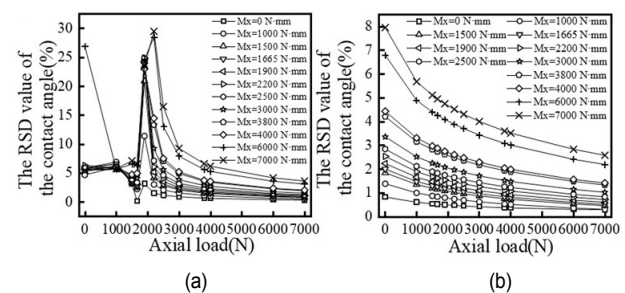 The RSD value of
the contact angle(%)
30
25
20
15
10
5
0
Mx=0 N·mm
Mx=1000 N·mm
Mx=1500 N·mm
Mx=1665 N·mm
Mx=1900 N·mm
Mx=2200 N·mm
Mx=2500 N·mm
Mx=3000 N·mm
Mx=3800 N·mm
Mx=4000 N·mm
Mx=6000 N·mm
Mx=7000 N·mm
0 1000 2000 3000 4000 5000 6000 7000
Axial load(N)
(a)
The RSD value of
the contact angle(%)
8
7
6
5
4
3
2
1
0
Mx=0 N·mm Mx=1000 N·mm
Mx=1500 N·mm Mx=1665 N·mm
Mx=1900 N·mm Mx=2200 N·mm
Mx=2500 N·mm Mx=3000 N·mm
Mx=3800 N·mm
Mx=4000 N·mm
Mx=6000 N·mm
Mx=7000 N·mm
0 1000 2000 3000 4000 5000 6000 7000
Axial load(N)
(b)